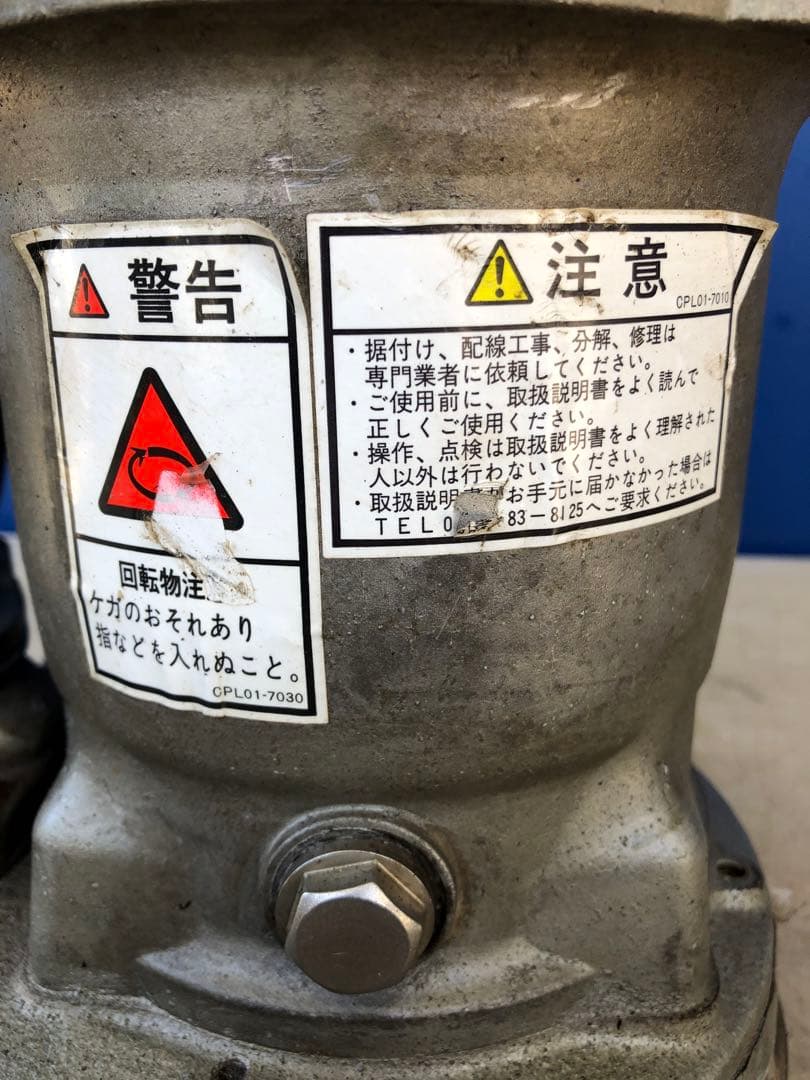 警告
回転物注
ケガのおそれあり
指などを入れぬこと。
CPL01-7030
注意
CPL01-7010
・据付け、配線工事、分解、修理は
専門業者に依頼してください。
・ご使用前に、取扱説明書をよく読んで
正しくご使用ください。
・操作、点検は取扱説明書をよく理解された
人以外は行わないでください。
・取扱説明書がお手元に届かなかった場合は
TEL0 83-8125へご要求ください。